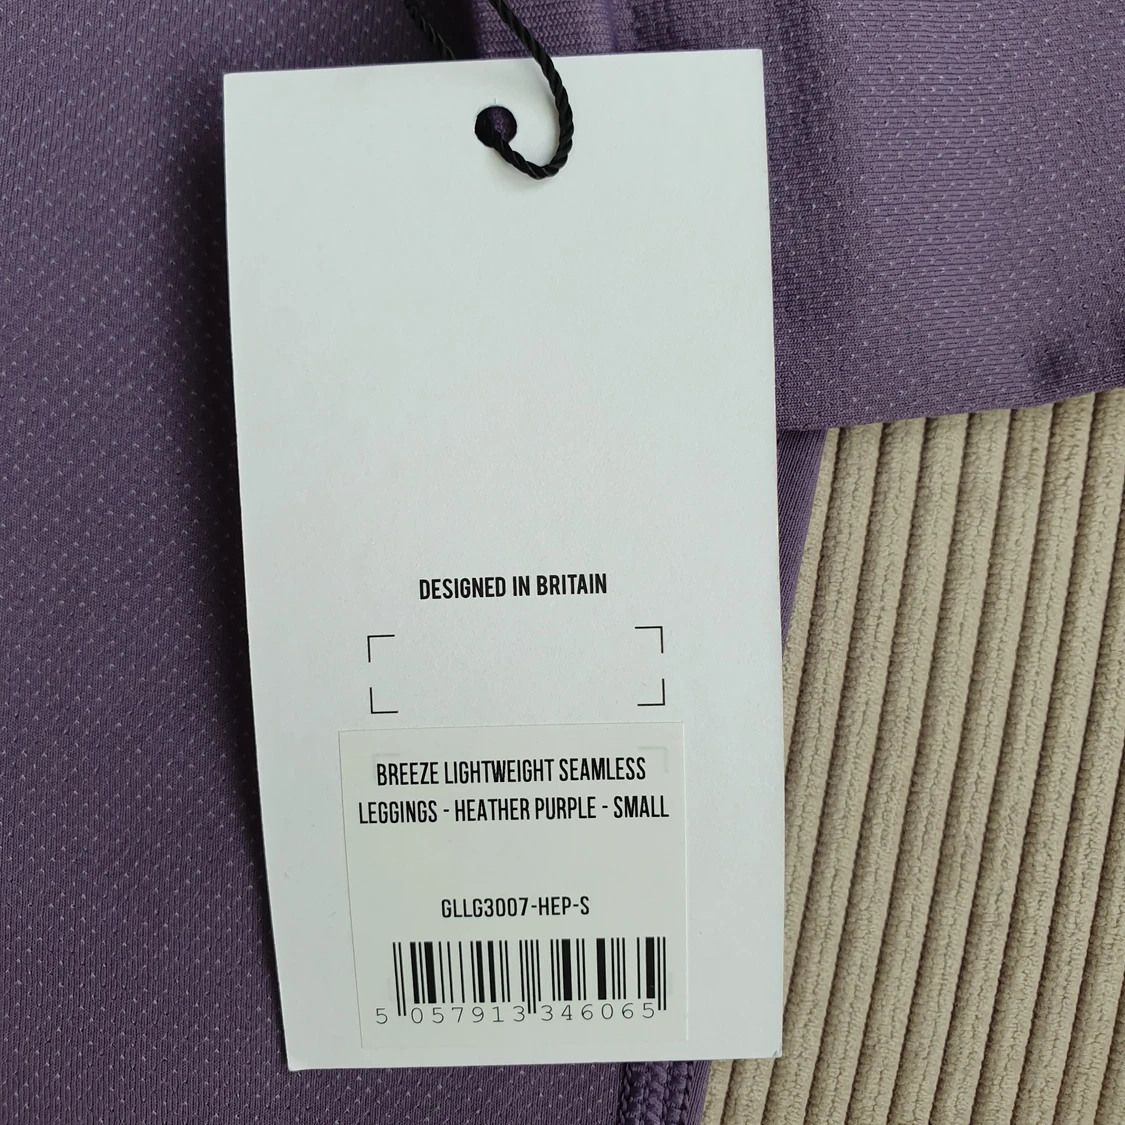 DESIGNED IN BRITAIN
BREEZE LIGHTWEIGHT SEAMLESS
LEGGINGS - HEATHER PURPLE - SMALL
GLLG3007-HEP-S
5 057913 346065